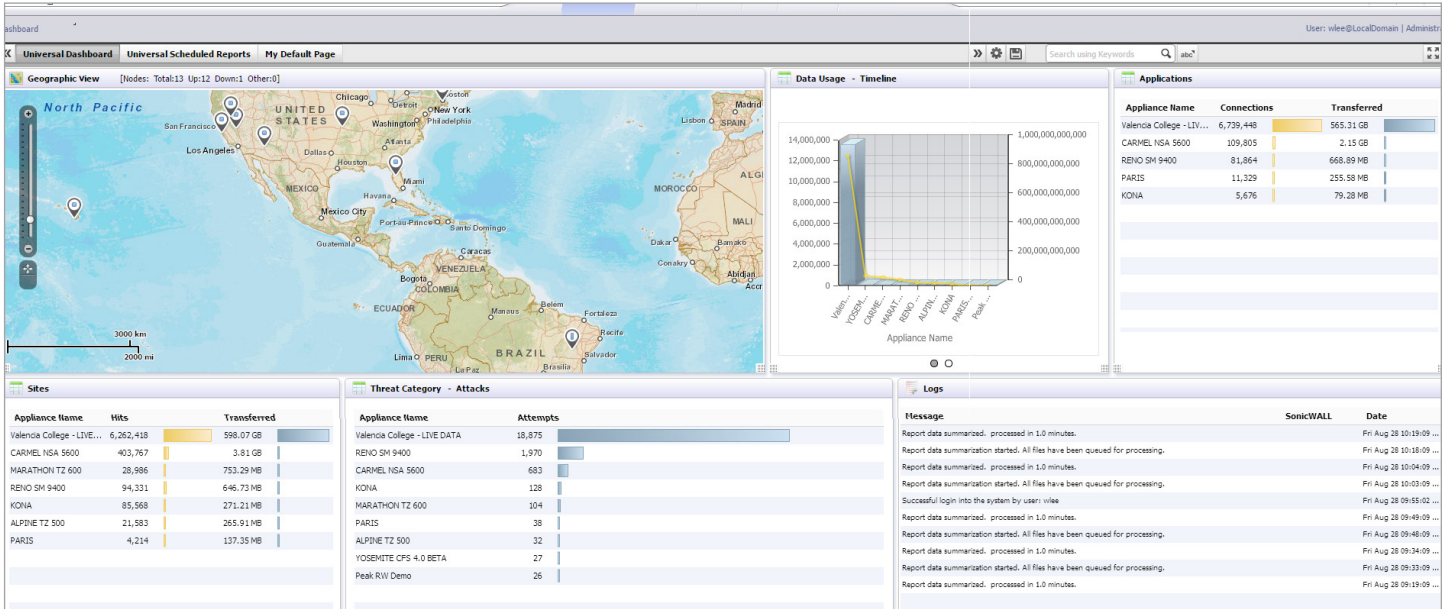 ashboard
User: wlee@LocalDomain | Administr
Universal Dashboard Universal Scheduled Reports My Default Page
Search using Keywords
abc
Geographic View [Nodes: Total:13 Up:12 Down:1 Other:0]
North Pacific
UNITED STATES
Chicago
Detroit
Boston
New York
Philadelphia
Washington
San Francisco
Los Angeles
Dallas
Atlanta
Houston
Miami
MEXICO
Havana
Mexico City
Port-au-Prince
Santo Domingo
Guatemala
Caracas
VENEZUELA
Bogota
COLOMBIA
ECUADOR
Manaus
Belem
Fortaleza
Recife
Lima
PERU
BRAZIL
Salvador
La Paz
Brasilia
Lisbon
Madrid
SPAIN
MOROCCO
ALG
MALI
Dakar
Bamako
Conakry
Abidjan
Accr
3000 km
2000 mi
Data Usage - Timeline
14,000,000
12,000,000
10,000,000
8,000,000
6,000,000
4,000,000
2,000,000
0
1,000,000,000,000
800,000,000,000
600,000,000,000
400,000,000,000
200,000,000,000
0
Valen...
YOSEM...
CARME...
MARAT...
RENO ...
ALPIN...
KONA
PARIS...
Peak ...
Appliance Name
Applications
Appliance Name Connections Transferred
Valencia College - LIV... 6,739,448 565.31 GB
CARMEL NSA 5600 109,805 2.15 GB
RENO SM 9400 81,864 668.89 MB
PARIS 11,329 255.58 MB
KONA 5,676 79.28 MB
Sites
Appliance Name Hits Transferred
Valencia College - LIVE... 6,262,418 598.07 GB
CARMEL NSA 5600 403,767 3.81 GB
MARATHON TZ 600 28,986 753.29 MB
RENO SM 9400 94,331 646.73 MB
KONA 85,568 271.21 MB
ALPINE TZ 500 21,583 265.91 MB
PARIS 4,214 137.35 MB
Threat Category - Attacks
Appliance Name Attempts
Valencia College - LIVE DATA 18,875
RENO SM 9400 1,970
CARMEL NSA 5600 683
KONA 128
MARATHON TZ 600 104
PARIS 38
ALPINE TZ 500 32
YOSEMITE CFS 4.0 BETA 27
Peak RW Demo 26
Logs
Message SonicWALL Date
Report data summarized. processed in 1.0 minutes. Fri Aug 28 10:19:09 ...
Report data summarization started. All files have been queued for processing. Fri Aug 28 10:18:09 ...
Report data summarized. processed in 1.0 minutes. Fri Aug 28 10:04:09 ...
Report data summarization started. All files have been queued for processing. Fri Aug 28 10:03:09 ...
Successful login into the system by user: wlee Fri Aug 28 09:55:02 ...
Report data summarized. processed in 1.0 minutes. Fri Aug 28 09:49:09 ...
Report data summarization started. All files have been queued for processing. Fri Aug 28 09:48:09 ...
Report data summarized. processed in 1.0 minutes. Fri Aug 28 09:34:09 ...
Report data summarization started. All files have been queued for processing. Fri Aug 28 09:33:09 ...
Report data summarized. processed in 1.0 minutes. Fri Aug 28 09:19:09 ...